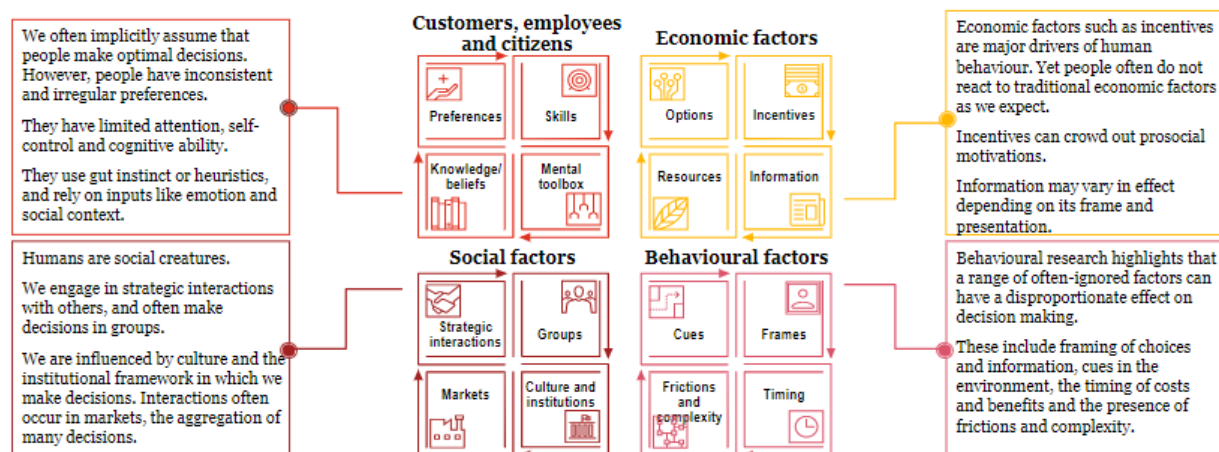 We often implicitly assume that
people make optimal decisions.
However, people have inconsistent
and irregular preferences.
They have limited attention, self-
control and cognitive ability.
They use gut instinct or heuristics,
and rely on inputs like emotion and
social context.
Customers, employees
and citizens
Preferences
Skills
Knowledge/
beliefs
Mental
toolbox
Economic factors
Options
Incentives
Resources
Information
Economic factors such as incentives
are major drivers of human
behaviour. Yet people often do not
react to traditional economic factors
as we expect.
Incentives can crowd out prosocial
motivations.
Information may vary in effect
depending on its frame and
presentation.
Humans are social creatures.
We engage in strategic interactions
with others, and often make
decisions in groups.
We are influenced by culture and the
institutional framework in which we
make decisions. Interactions often
occur in markets, the aggregation of
many decisions.
Social factors
Strategic
interactions
Groups
Markets
Culture and
institutions
Behavioural factors
Cues
Frames
Frictions
and
complexity
Timing
Behavioural research highlights that
a range of often-ignored factors can
have a disproportionate effect on
decision making.
These include framing of choices
and information, cues in the
environment, the timing of costs
and benefits and the presence of
frictions and complexity.